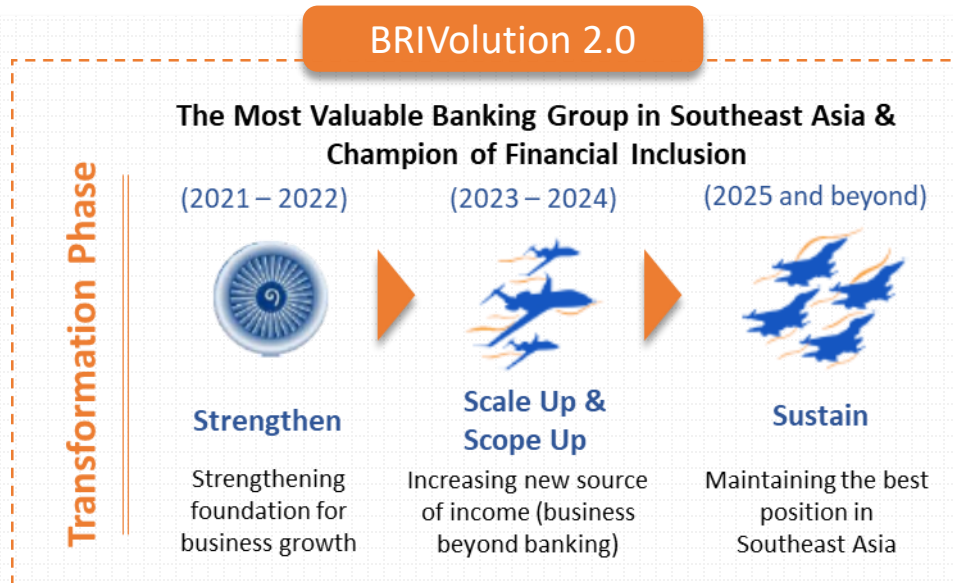 BRIVolution 2.0
The Most Valuable Banking Group in Southeast Asia &
Champion of Financial Inclusion
Transformation Phase
(2021 – 2022)
Strengthen
Strengthening
foundation for
business growth
(2023 – 2024)
Scale Up &
Scope Up
Increasing new source
of income (business
beyond banking)
(2025 and beyond)
Sustain
Maintaining the best
position in
Southeast Asia